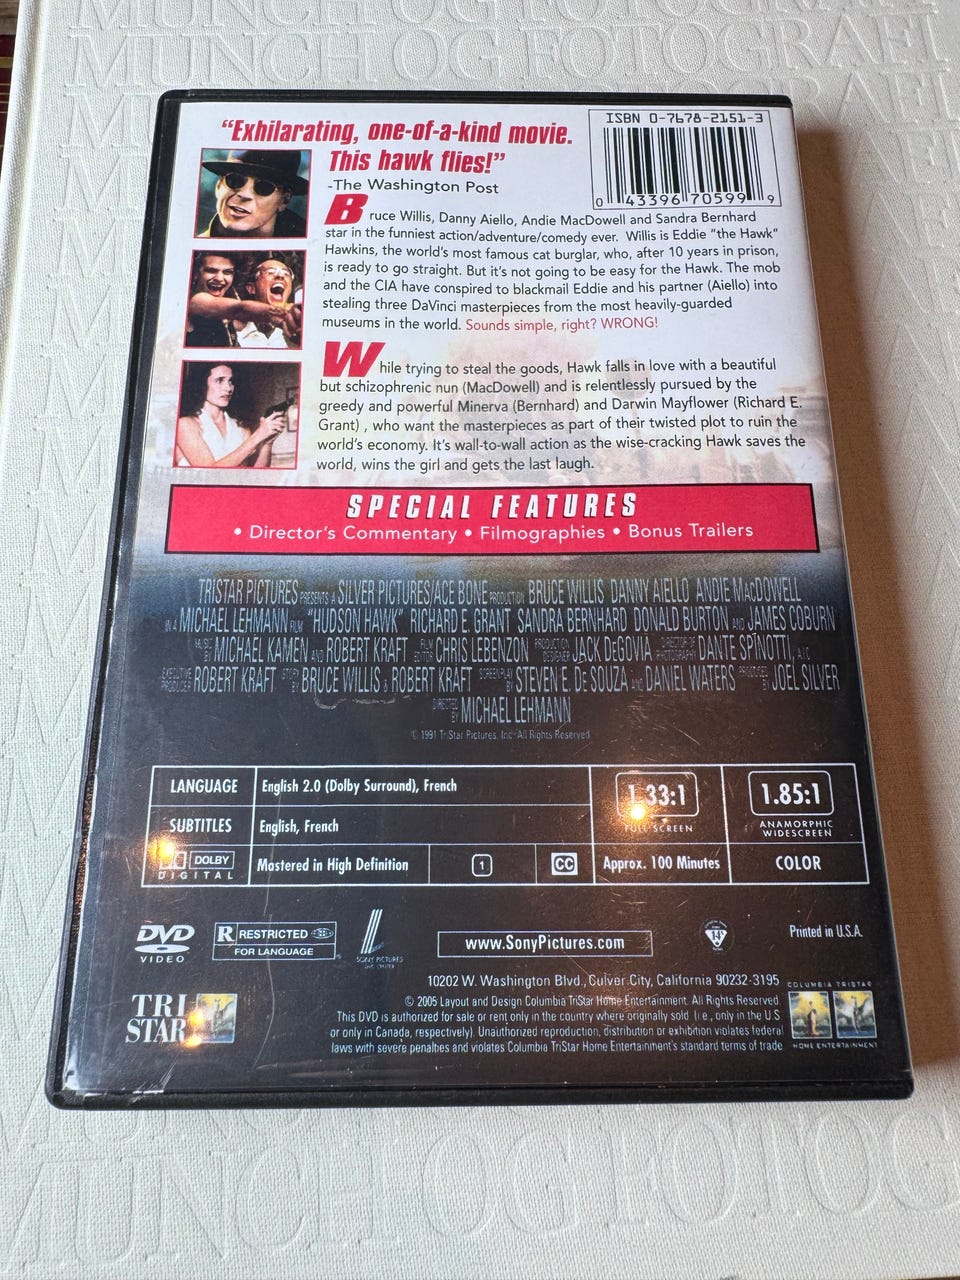 MUNCH OG FOTOGRAFI
MUNCH OG FOTOGRAFI
"Exhilarating, one-of-a-kind movie.
This hawk flies!"
-The Washington Post
ISBN 0-7678-2151-3
0 43396 70599 9
Bruce Willis, Danny Aiello, Andie MacDowell and Sandra Bernhard
star in the funniest action/adventure/comedy ever. Willis is Eddie "the Hawk"
Hawkins, the world's most famous cat burglar, who, after 10 years in prison,
is ready to go straight. But it's not going to be easy for the Hawk. The mob
and the CIA have conspired to blackmail Eddie and his partner (Aiello) into
stealing three DaVinci masterpieces from the most heavily-guarded
museums in the world. Sounds simple, right? WRONG!
While trying to steal the goods, Hawk falls in love with a beautiful
but schizophrenic nun (MacDowell) and is relentlessly pursued by the
greedy and powerful Minerva (Bernhard) and Darwin Mayflower (Richard E.
Grant) , who want the masterpieces as part of their twisted plot to ruin the
world's economy. It's wall-to-wall action as the wise-cracking Hawk saves the
world, wins the girl and gets the last laugh.
SPECIAL FEATURES
• Director's Commentary • Filmographies • Bonus Trailers
TRISTAR PICTURES PRESENTS A SILVER PICTURES/ACE BONE PRODUCTION BRUCE WILLIS DANNY AIELLO ANDIE MACDOWELL
IN A MICHAEL LEHMANN FILM "HUDSON HAWK" RICHARD E. GRANT SANDRA BERNHARD DONALD BURTON AND JAMES COBURN
MUSIC BY MICHAEL KAMEN AND ROBERT KRAFT FILM EDITOR CHRIS LEBENZON PRODUCTION DESIGNER JACK DEGOVIA DIRECTOR OF PHOTOGRAPHY DANTE SPINOTTI, A.I.C.
EXECUTIVE PRODUCER ROBERT KRAFT STORY BY BRUCE WILLIS & ROBERT KRAFT SCREENPLAY BY STEVEN E. DE SOUZA AND DANIEL WATERS PRODUCED BY JOEL SILVER
DIRECTED BY MICHAEL LEHMANN
© 1991 TriStar Pictures, Inc. All Rights Reserved
LANGUAGE English 2.0 (Dolby Surround), French 1.33:1 1.85:1
SUBTITLES English, French FULL SCREEN ANAMORPHIC
WIDESCREEN
DOLBY
DIGITAL Mastered in High Definition 1 CC Approx. 100 Minutes COLOR
DVD
VIDEO
R RESTRICTED
FOR LANGUAGE
SONY PICTURES
www.SonyPictures.com
14
Printed in U.S.A.
10202 W. Washington Blvd., Culver City, California 90232-3195
TRI
STAR
© 2005 Layout and Design Columbia TriStar Home Entertainment. All Rights Reserved.
This DVD is authorized for sale or rent only in the country where originally sold (i.e., only in the U.S
or only in Canada, respectively). Unauthorized reproduction, distribution or exhibition violates federal
laws with severe penalties and violates Columbia TriStar Home Entertainment's standard terms of trade
COLUMBIA TRISTAR
HOME ENTERTAINMENT
MUNCH OG FOTOGRAFI